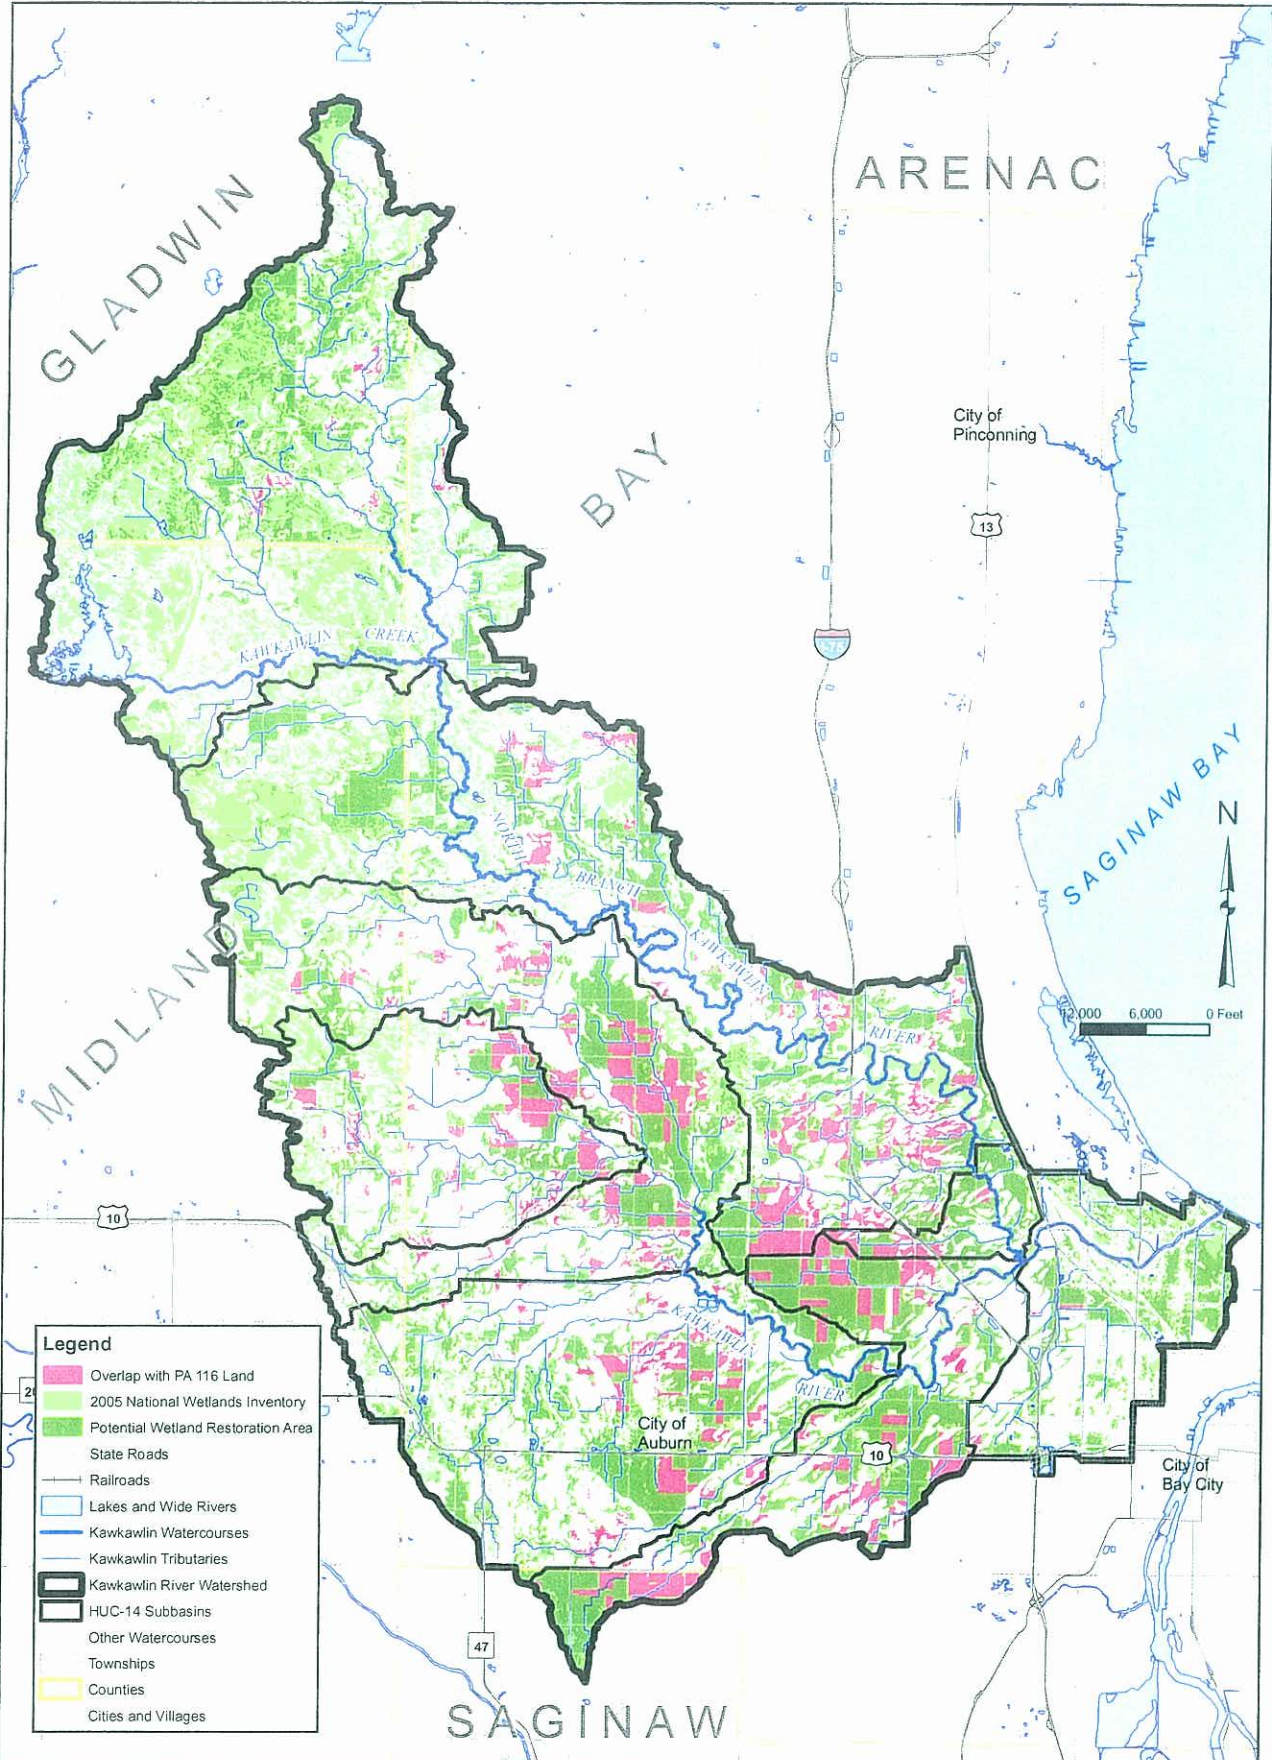 ARENAC
GLADWIN
City of
Pinconning
BAY
13
KAWKAWLIN CREEK
SAGINAW BAY
N
NORTH BRANCH KAWKAWLIN RIVER
MIDLAND
12,000 6,000 0 Feet
10
KAWKAWLIN RIVER
Legend
Overlap with PA 116 Land
2005 National Wetlands Inventory
Potential Wetland Restoration Area
State Roads
Railroads
Lakes and Wide Rivers
Kawkawlin Watercourses
Kawkawlin Tributaries
Kawkawlin River Watershed
HUC-14 Subbasins
Other Watercourses
Townships
Counties
Cities and Villages
City of
Auburn
10
City of
Bay City
47
SAGINAW